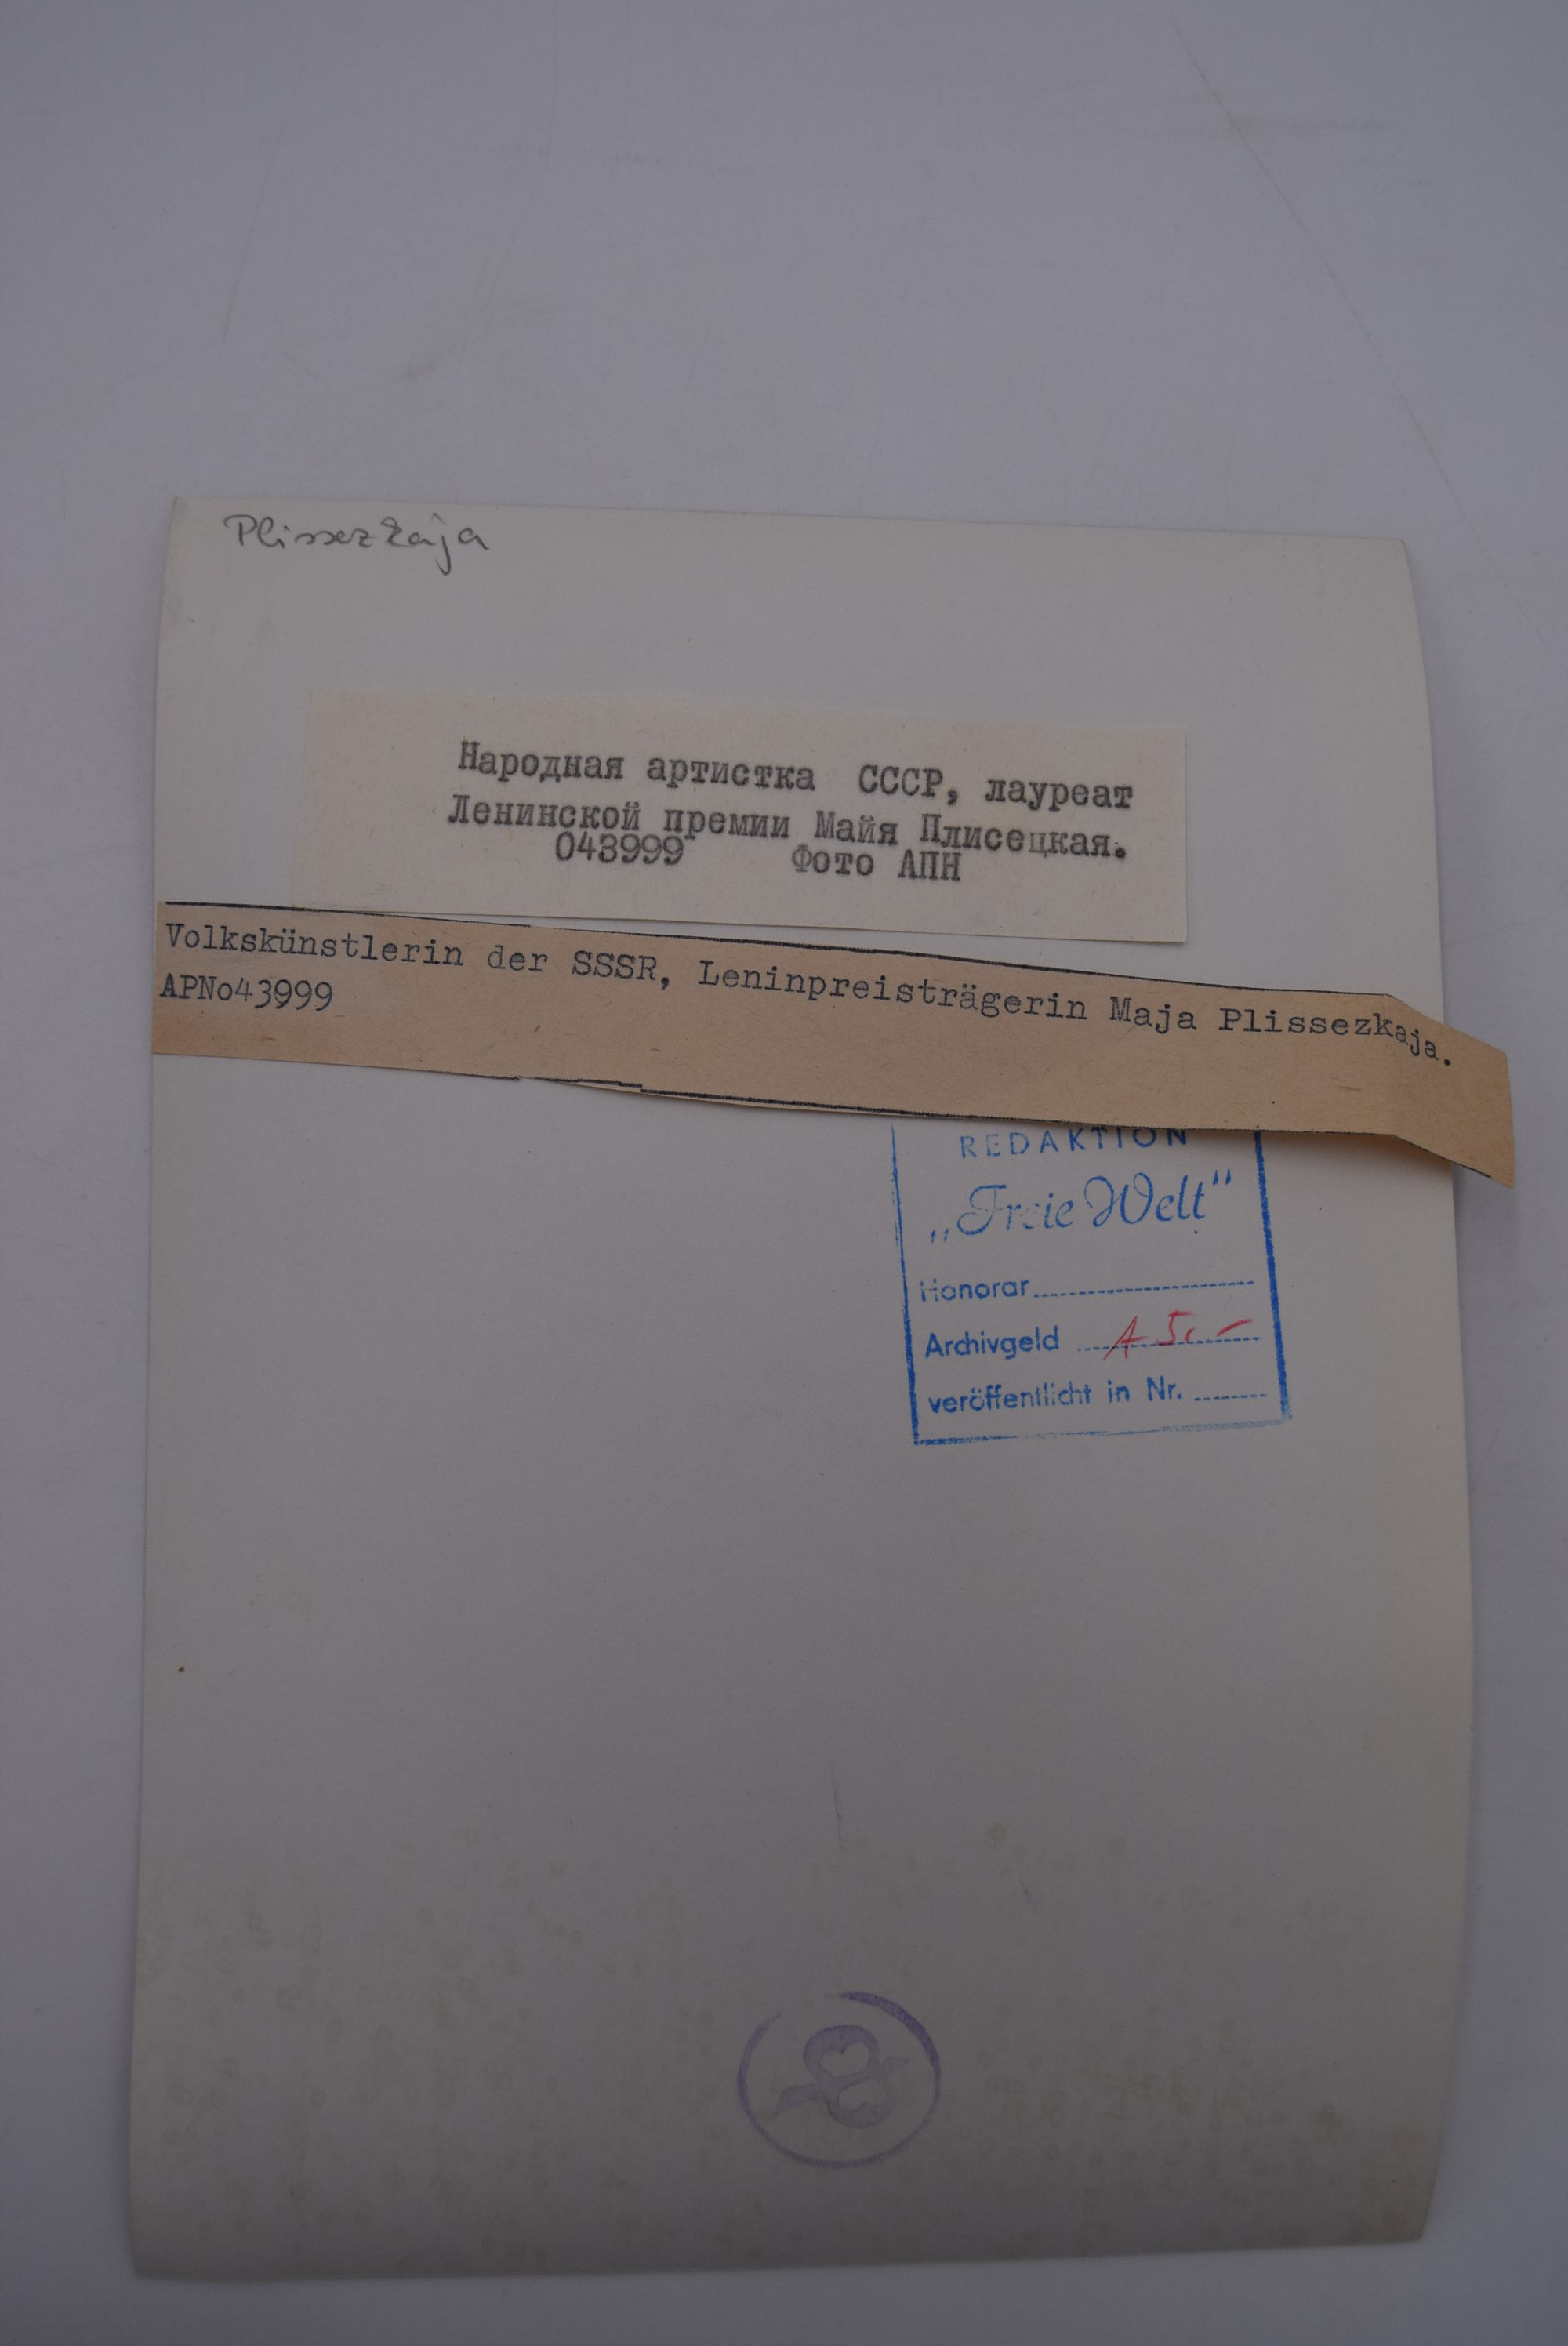 Plissezkaja
Народная артистка СССР, лауреат
Ленинской премии Майя Плисецкая.
043999 Фото АПН
Volkskünstlerin der SSSR, Leninpreisträgerin Maja Plissezkaja.
APNo43999
REDAKTION
„Freie Welt"
Honorar
Archivgeld
veröffentlicht in Nr.